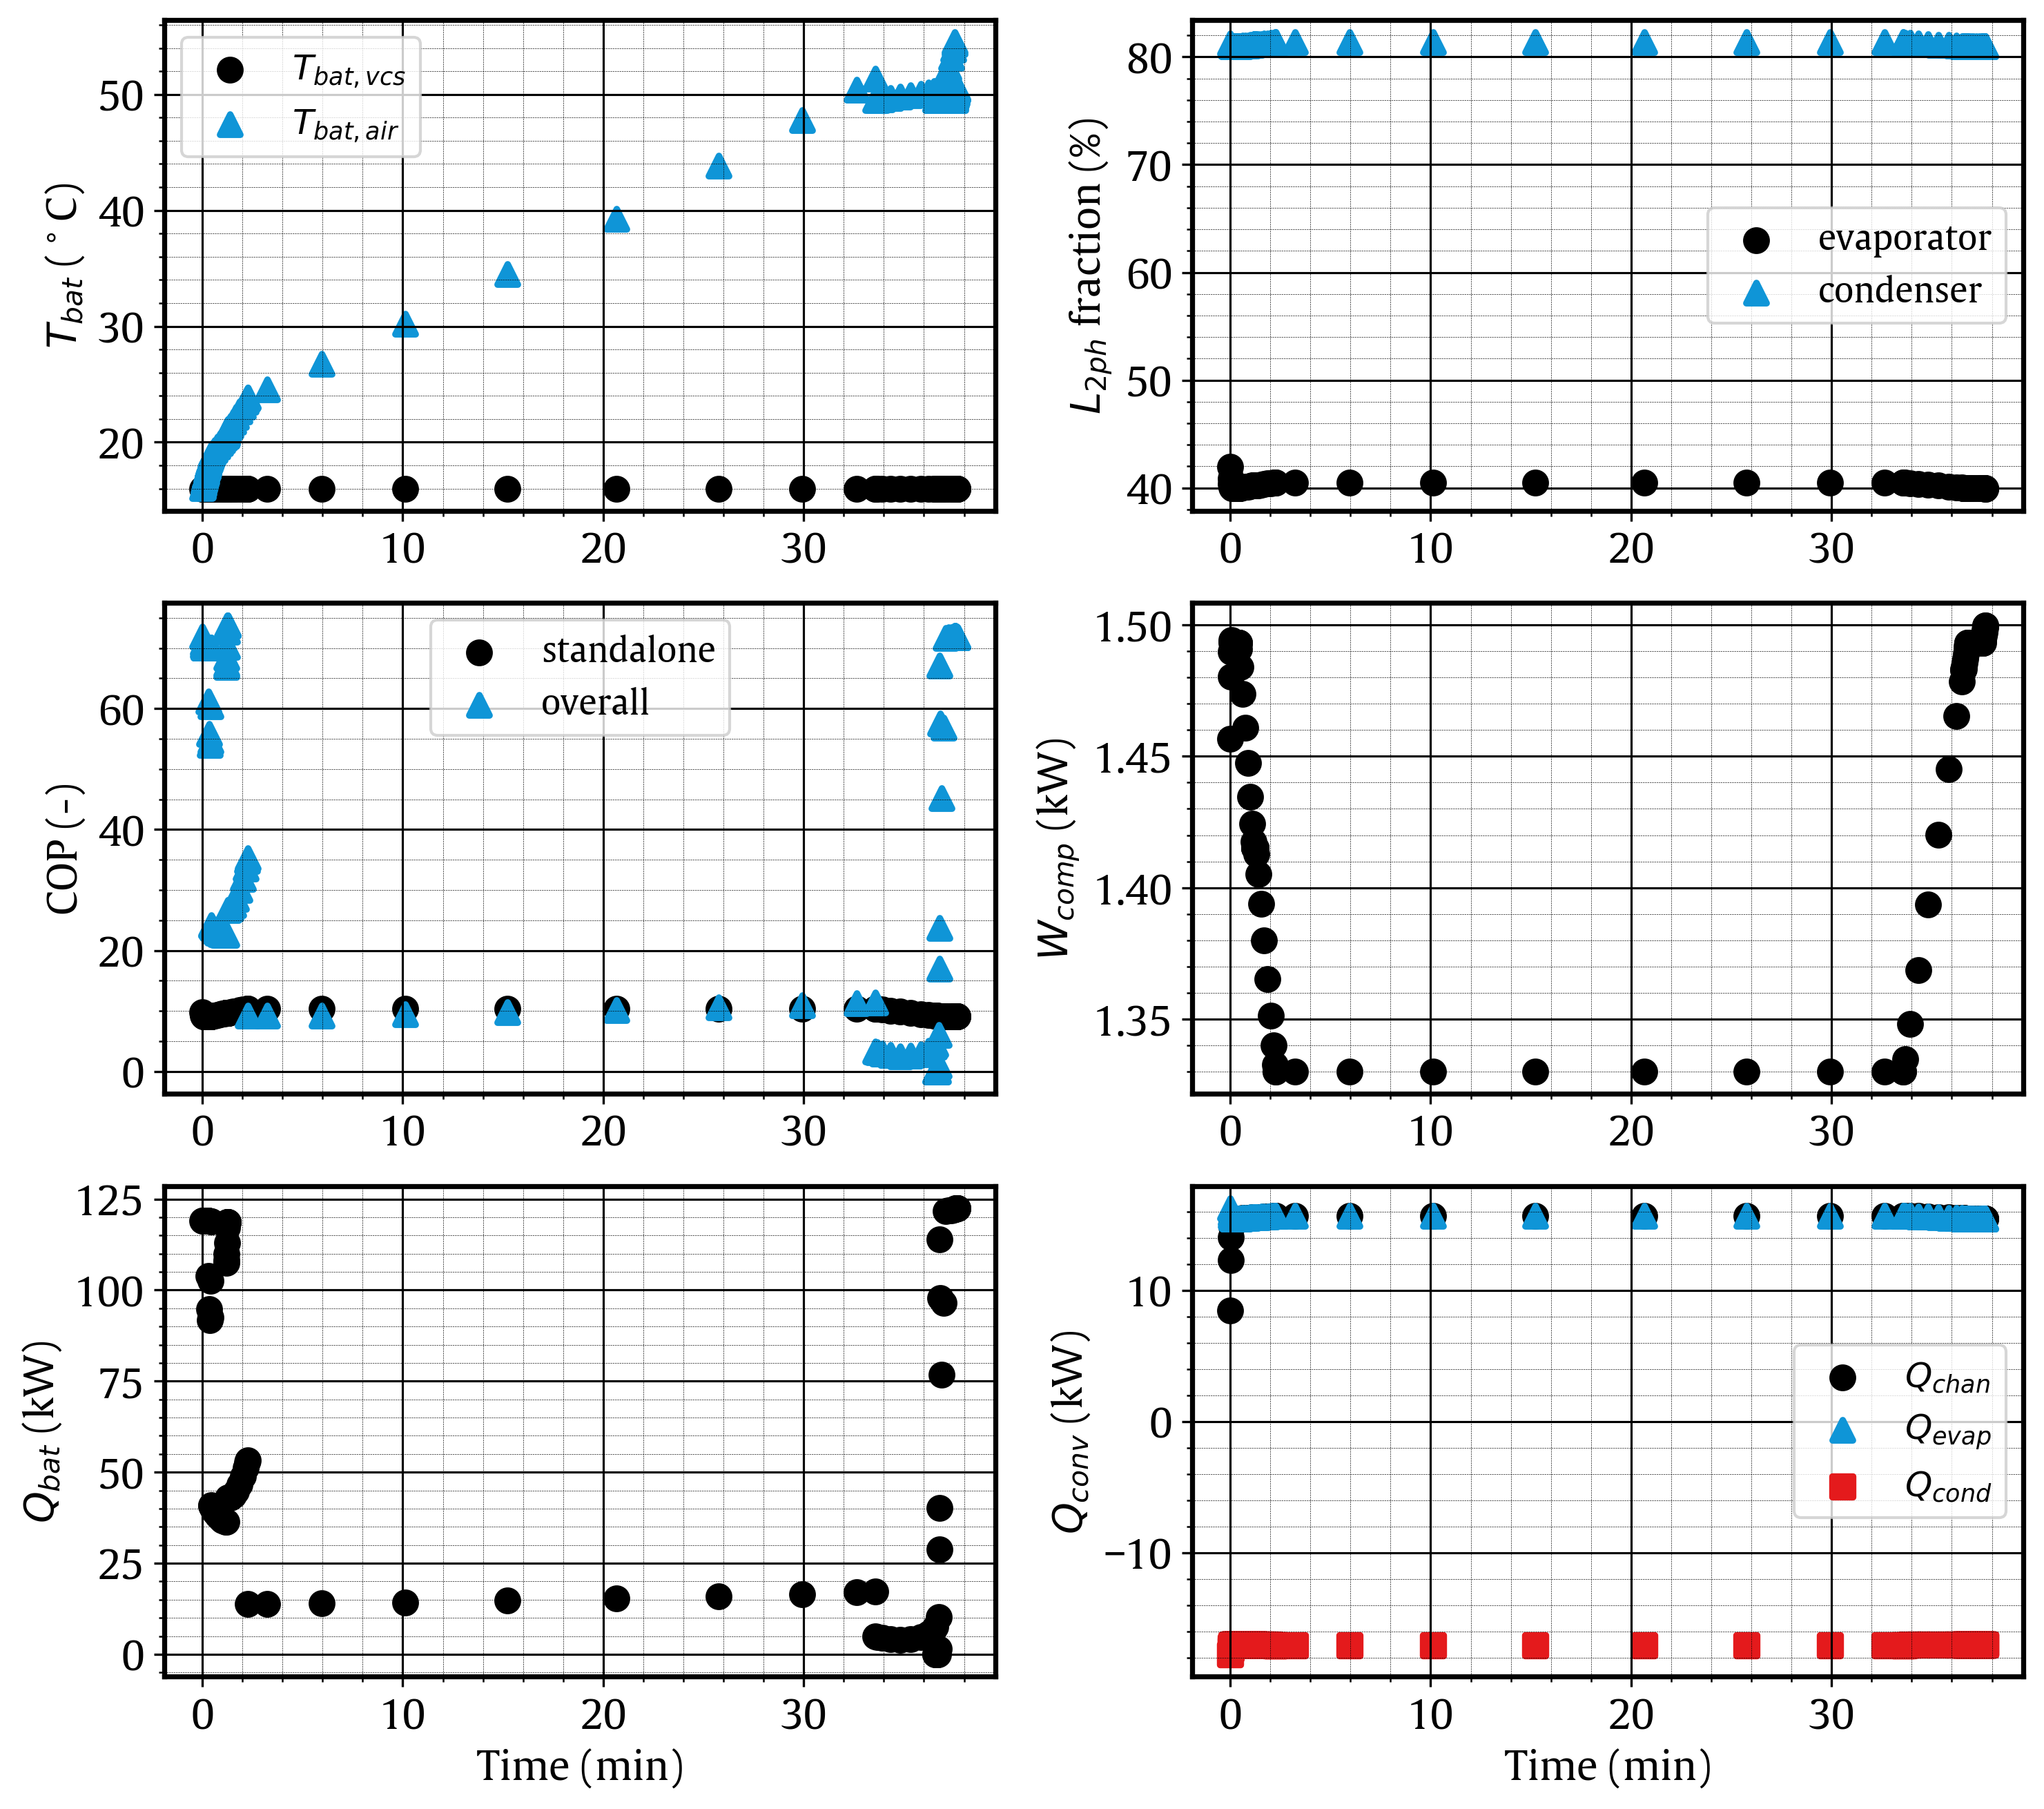 T_bat (°C)
50
40
30
20
T_bat,vcs
T_bat,air
0 10 20 30
L_2ph fraction (%)
80
70
60
50
40
evaporator
condenser
0 10 20 30
COP (-)
60
40
20
0
standalone
overall
0 10 20 30
W_comp (kW)
1.50
1.45
1.40
1.35
0 10 20 30
Q_bat (kW)
125
100
75
50
25
0
0 10 20 30
Time (min)
Q_conv (kW)
10
0
−10
Q_chan
Q_evap
Q_cond
0 10 20 30
Time (min)